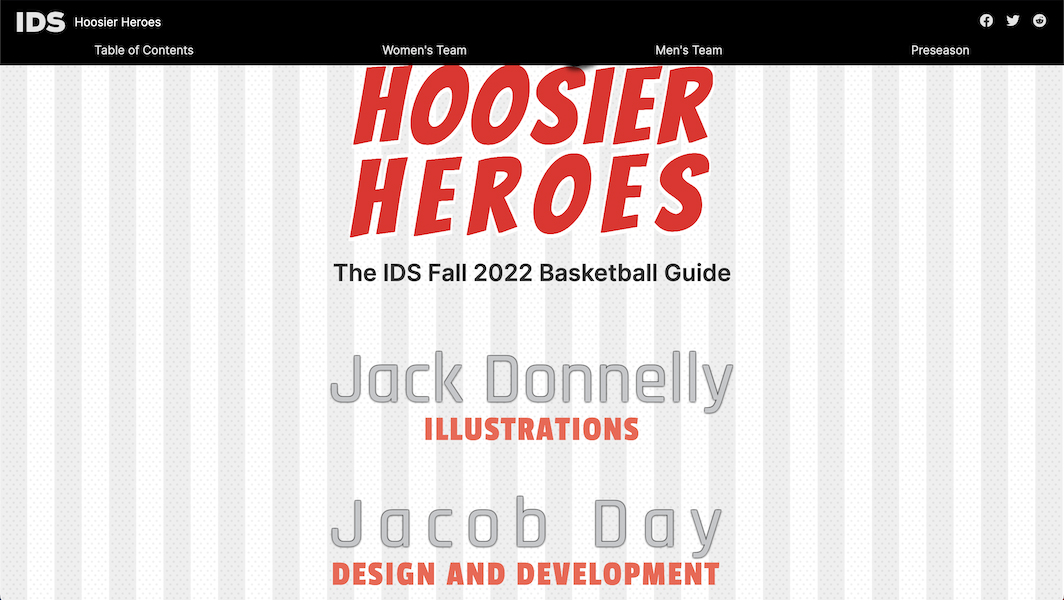 IDS Hoosier Heroes
Table of Contents Women's Team Men's Team Preseason
HOOSIER
HEROES
The IDS Fall 2022 Basketball Guide
Jack Donnelly
ILLUSTRATIONS
Jacob Day
DESIGN AND DEVELOPMENT